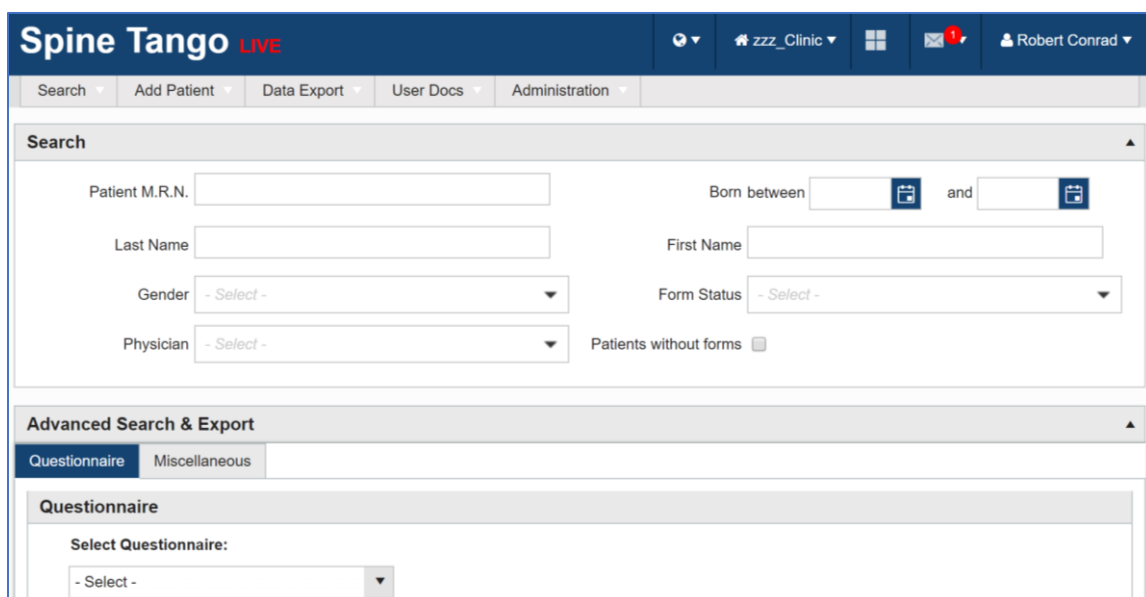 Spine Tango LIVE zzz_Clinic 1 Robert Conrad
Search Add Patient Data Export User Docs Administration
Search
Patient M.R.N. Born between and
Last Name First Name
Gender - Select - Form Status - Select -
Physician - Select - Patients without forms
Advanced Search & Export
Questionnaire Miscellaneous
Questionnaire
Select Questionnaire:
- Select -